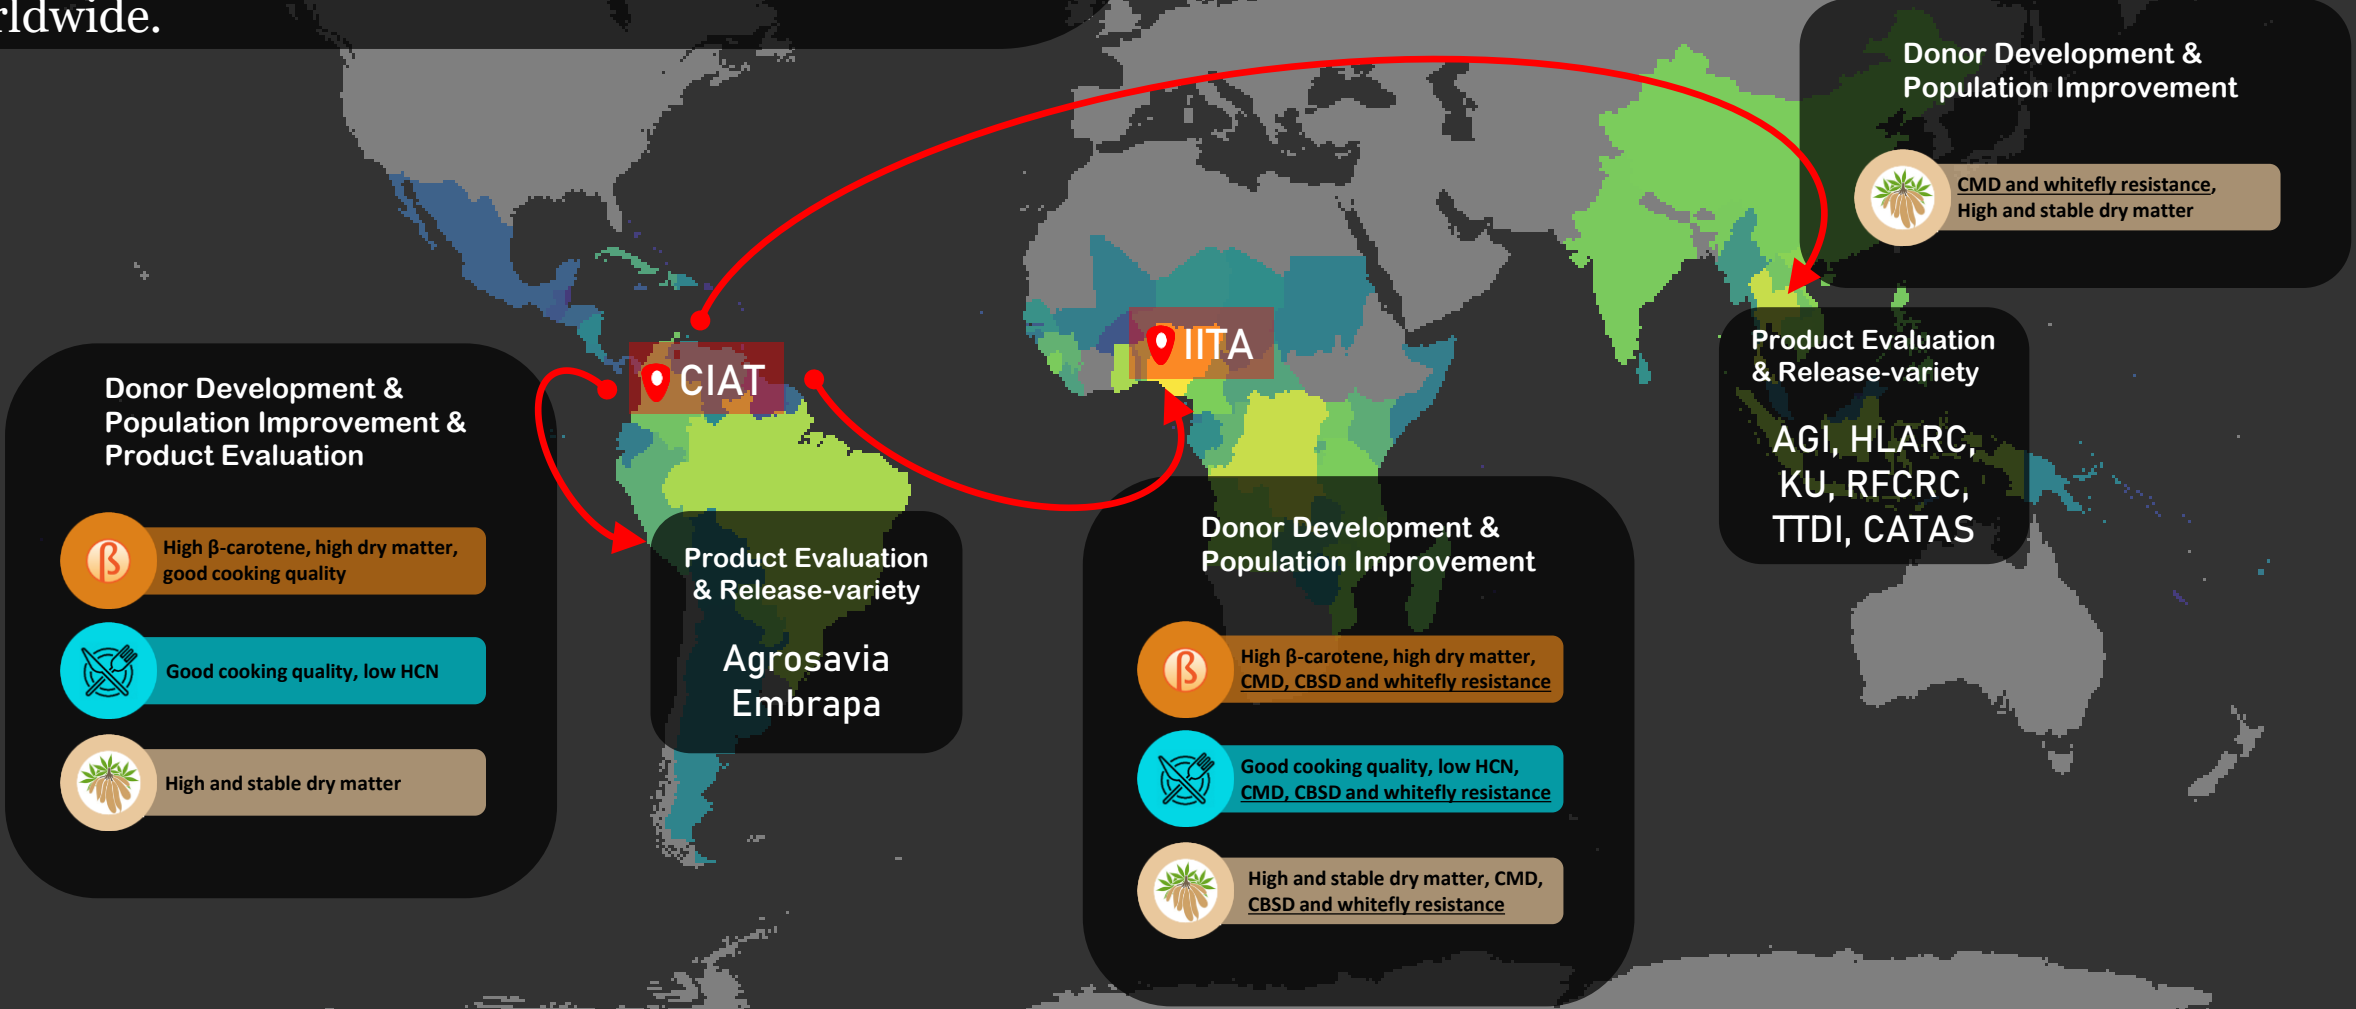 rldwide.
Donor Development &
Population Improvement &
Product Evaluation
High β-carotene, high dry matter,
good cooking quality
Good cooking quality, low HCN
High and stable dry matter
CIAT
Product Evaluation
& Release-variety
Agrosavia
Embrapa
IITA
Donor Development &
Population Improvement
High β-carotene, high dry matter,
CMD, CBSD and whitefly resistance
Good cooking quality, low HCN,
CMD, CBSD and whitefly resistance
High and stable dry matter, CMD,
CBSD and whitefly resistance
Donor Development &
Population Improvement
CMD and whitefly resistance,
High and stable dry matter
Product Evaluation
& Release-variety
AGI, HLARC,
KU, RFCRC,
TTDI, CATAS